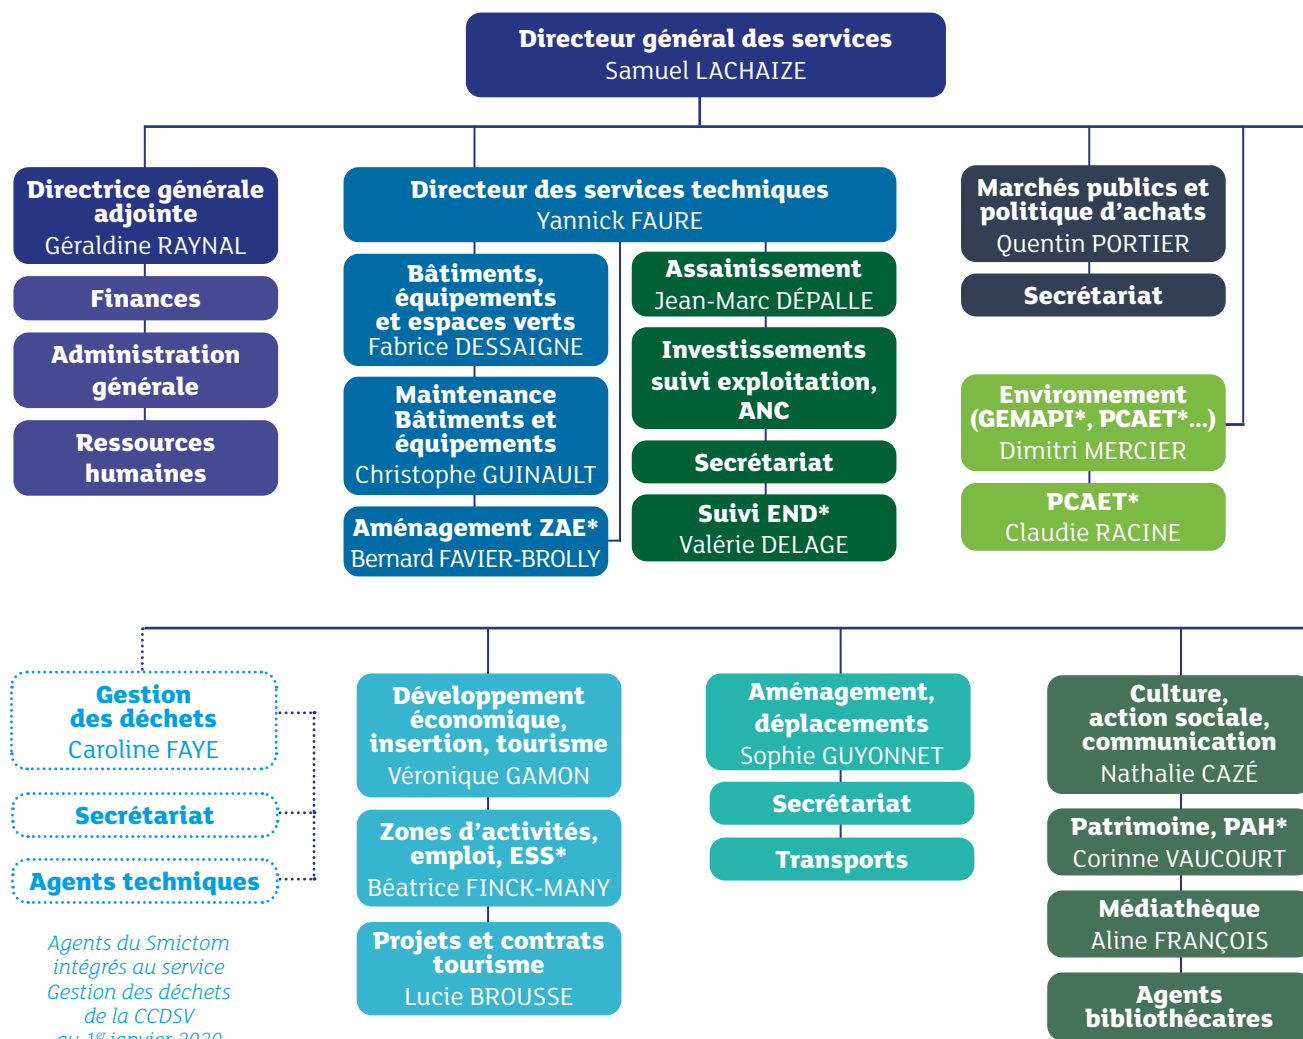 Directeur général des services
Samuel LACHAIZE
Directrice générale
adjointe
Géraldine RAYNAL
Finances
Administration
générale
Ressources
humaines
Directeur des services techniques
Yannick FAURE
Bâtiments,
équipements
et espaces verts
Fabrice DESSAIGNE
Maintenance
Bâtiments et
équipements
Christophe GUINAULT
Aménagement ZAE*
Bernard FAVIER-BROLLY
Assainissement
Jean-Marc DÉPALLE
Investissements
suivi exploitation,
ANC
Secrétariat
Suivi END*
Valérie DELAGE
Marchés publics et
politique d’achats
Quentin PORTIER
Secrétariat
Environnement
(GEMAPI*, PCAET*...)
Dimitri MERCIER
PCAET*
Claudie RACINE
Gestion
des déchets
Caroline FAYE
Secrétariat
Agents techniques
Agents du Smictom
intégrés au service
Gestion des déchets
de la CCDSV
au 1er janvier 2020
Développement
économique,
insertion, tourisme
Véronique GAMON
Zones d’activités,
emploi, ESS*
Béatrice FINCK-MANY
Projets et contrats
tourisme
Lucie BROUSSE
Aménagement,
déplacements
Sophie GUYONNET
Secrétariat
Transports
Culture,
action sociale,
communication
Nathalie CAZÉ
Patrimoine, PAH*
Corinne VAUCOURT
Médiathèque
Aline FRANÇOIS
Agents
bibliothécaires